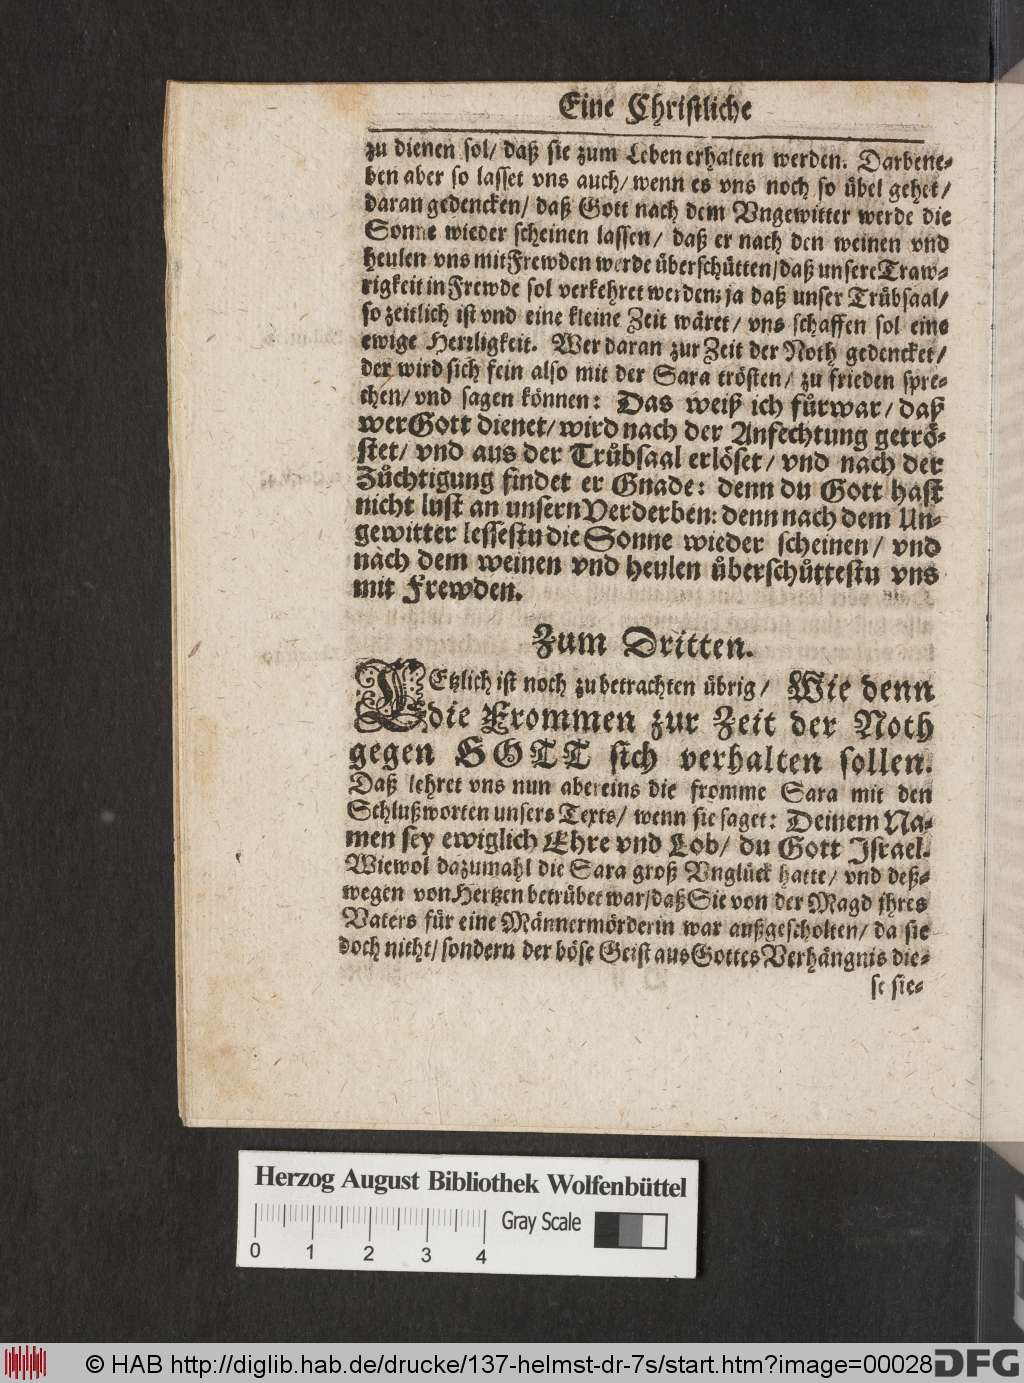 Eine Christliche
zu dienen sol/ daß sie zum Leben erhalten werden. Darbene-
ben aber so lasset vns auch/ wenn es vns noch so übel gehet/
daran gedencken/ daß Gott nach dem Vngewitter werde die
Sonne wieder scheinen lassen/ daß er nach den weinen vnd
heulen vns mit Frewden werde überschütten/ daß unsere Traw-
rigkeit in Frewde sol verkehret werden; ja daß unser Trübsaal/
so zeitlich ist vnd eine kleine Zeit wäret/ vns schaffen sol eine
ewige Herrligkeit. Wer daran zur Zeit der Noth gedencket/
der wird sich fein also mit der Sara trösten/ zu frieden spre-
chen/ vnd sagen können: Das weiß ich fürwar/ daß
wer Gott dienet/ wird nach der Anfechtung getrö-
stet/ vnd aus der Trübsaal erlöset/ vnd nach der
Züchtigung findet er Gnade: denn du Gott hast
nicht lust an unsern Verderben: denn nach dem Un-
gewitter lessestu die Sonne wieder scheinen/ vnd
nach dem weinen vnd heulen überschüttestu vns
mit Frewden.
Zum Dritten.
LEtzlich ist noch zu betrachten übrig/ Wie denn
die Frommen zur Zeit der Noth
gegen GOTT sich verhalten sollen.
Daß lehret vns nun abereins die fromme Sara mit den
Schlußworten unsers Texts/ wenn sie saget: Deinem Na-
men sey ewiglich Ehre vnd Lob/ du Gott Israel.
Wiewol dazumahl die Sara groß Vnglück hatte/ vnd deß-
wegen von Hertzen betrübet war/ daß Sie von der Magd jhres
Vaters für eine Männermörderin war außgescholten/ da sie
doch nicht/ sondern der böse Geist aus Gottes Verhängnis die-
se sie-
Herzog August Bibliothek Wolfenbüttel
Gray Scale
0 1 2 3 4
© HAB http://diglib.hab.de/drucke/137-helmst-dr-7s/start.htm?image=00028
DFG